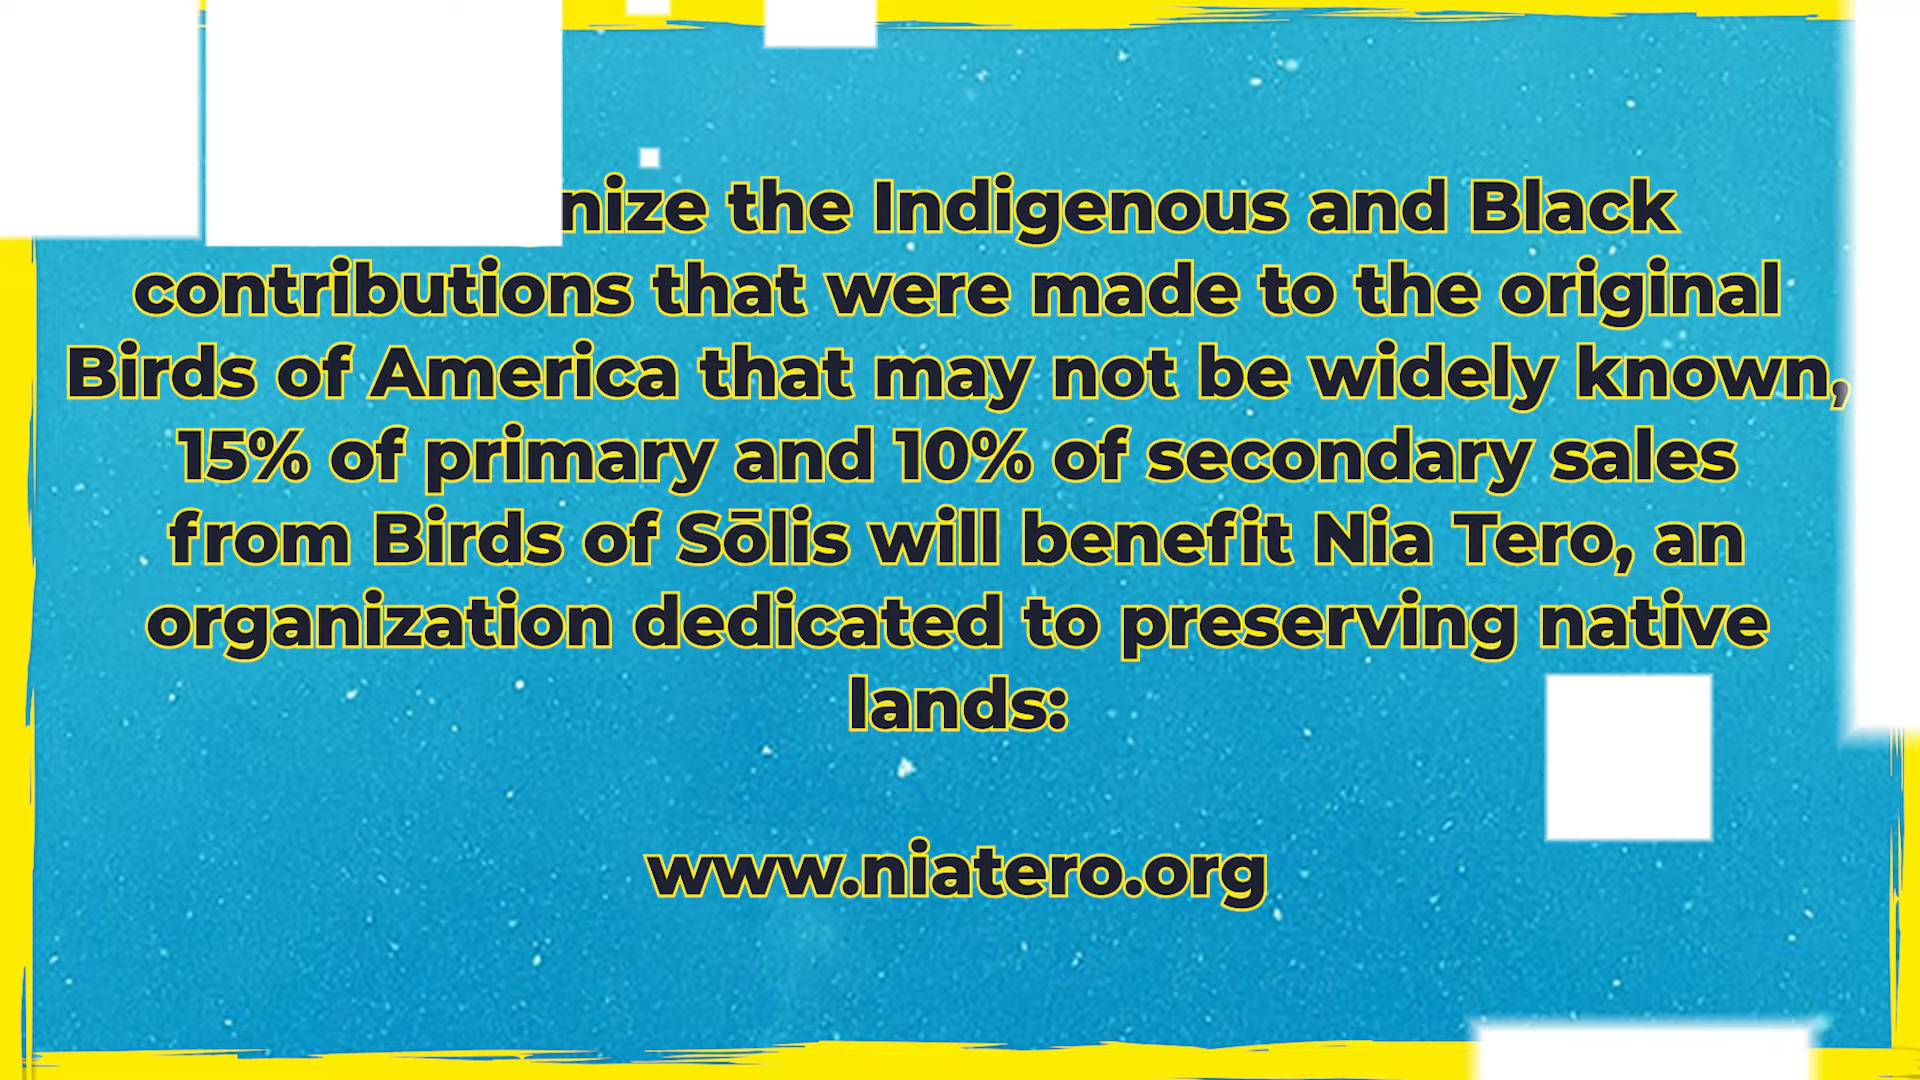 the Indigenous and Black
contributions that were made to the original
Birds of America that may not be widely known,
15% of primary and 10% of secondary sales
from Birds of Sōlis will benefit Nia Tero, an
organization dedicated to preserving native
lands:
www.niatero.org